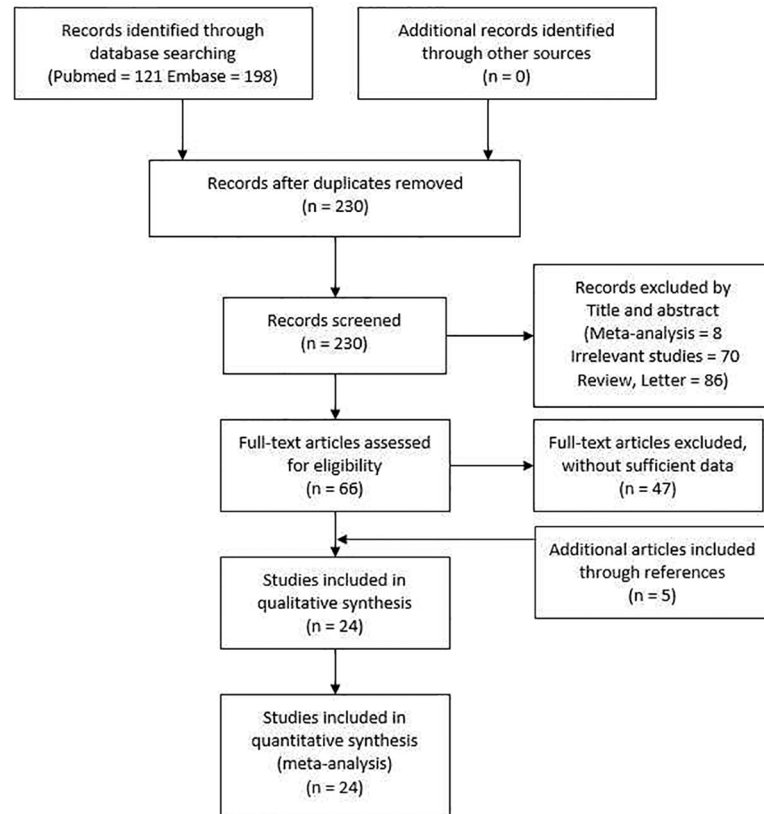 Records identified through
database searching
(Pubmed = 121 Embase = 198)
Additional records identified
through other sources
(n = 0)
Records after duplicates removed
(n = 230)
Records screened
(n = 230)
Records excluded by
Title and abstract
(Meta-analysis = 8
Irrelevant studies = 70
Review, Letter = 86)
Full-text articles assessed
for eligibility
(n = 66)
Full-text articles excluded,
without sufficient data
(n = 47)
Additional articles included
through references
(n = 5)
Studies included in
qualitative synthesis
(n = 24)
Studies included in
quantitative synthesis
(meta-analysis)
(n = 24)